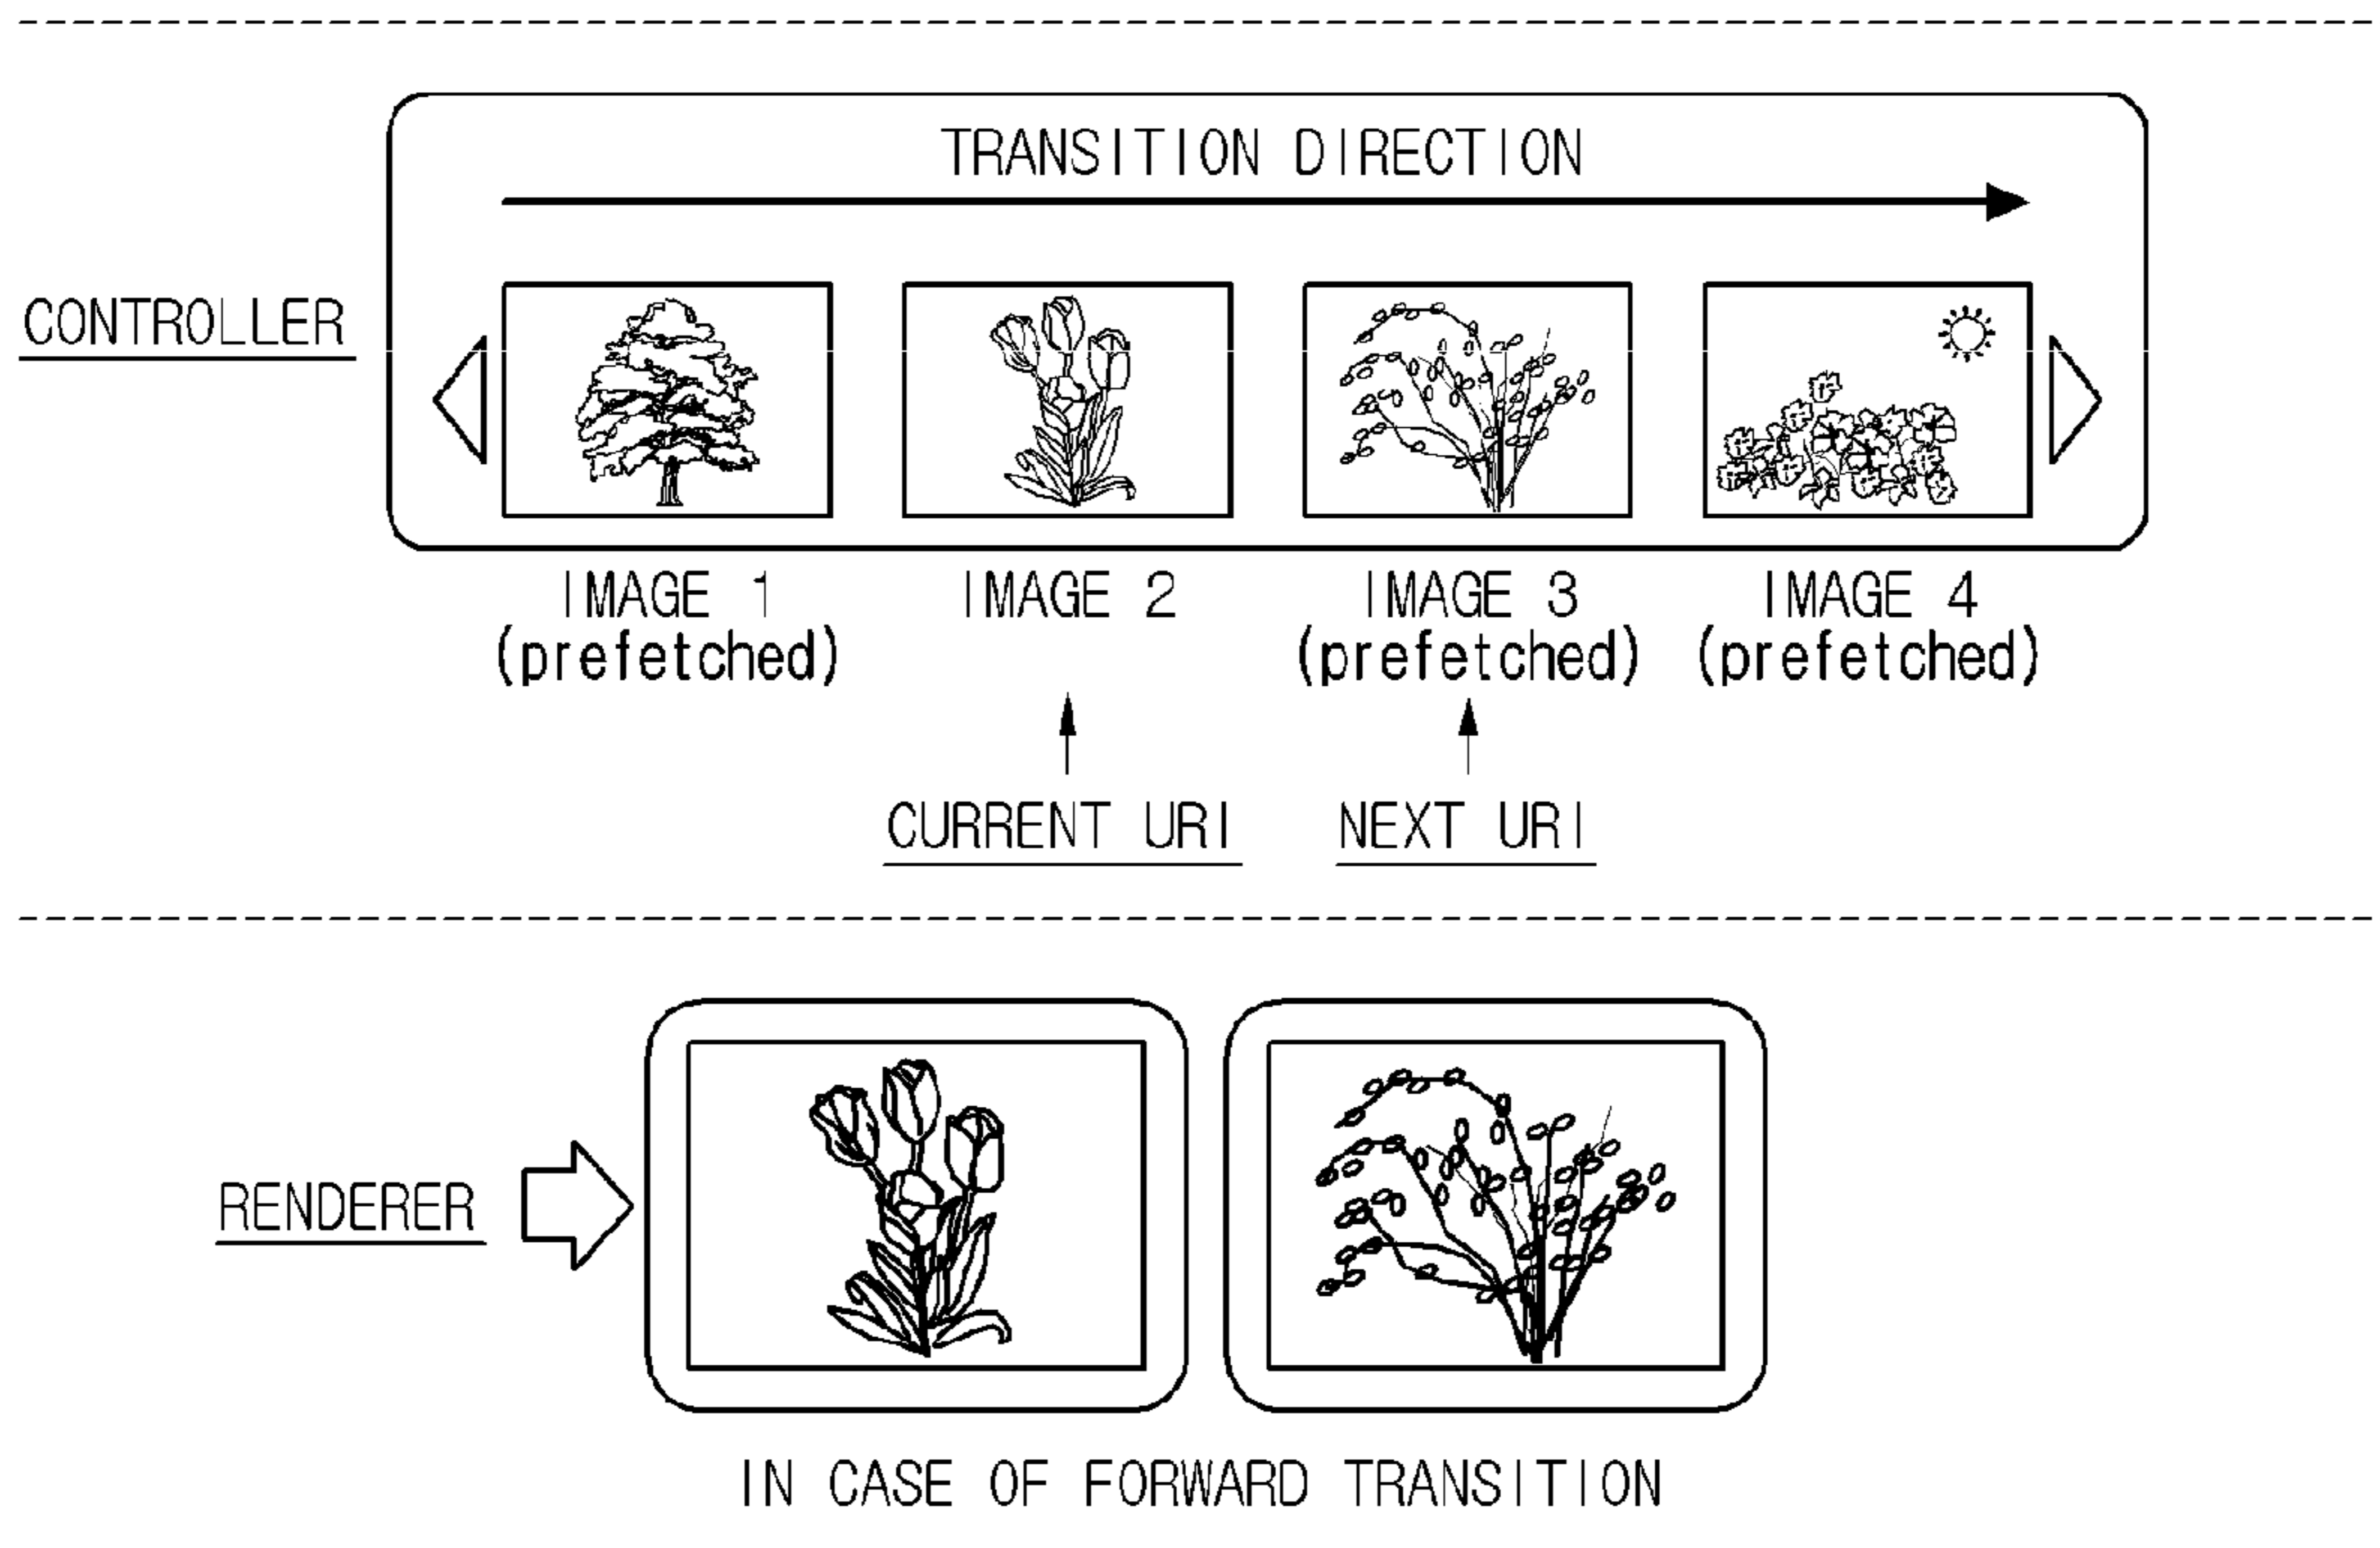 TRANSITION DIRECTION
CONTROLLER
IMAGE 1 IMAGE 2 IMAGE 3 IMAGE 4
(prefetched) (prefetched) (prefetched)
CURRENT URI NEXT URI
RENDERER
IN CASE OF FORWARD TRANSITION